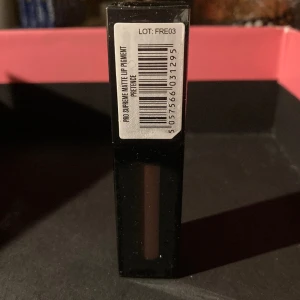 LOT: FRE03
PRO SUPREME MATTE LIP PIGMENT
PRETENCE
5 057566 031295